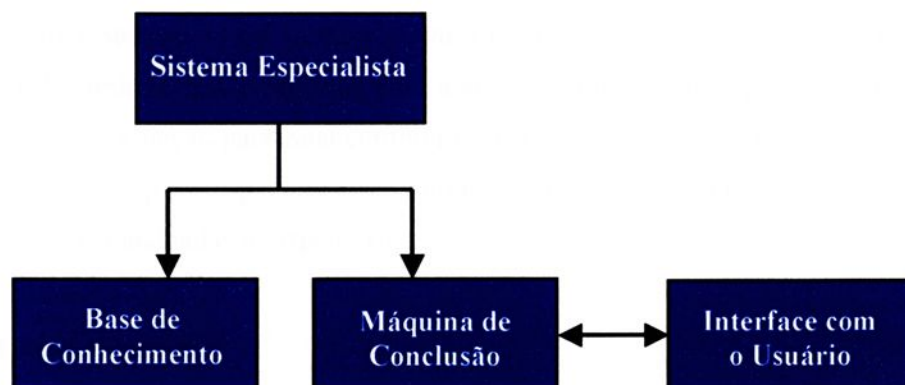 Sistema Especialista
Base de
Conhecimento
Máquina de
Conclusão
Interface com
o Usuário